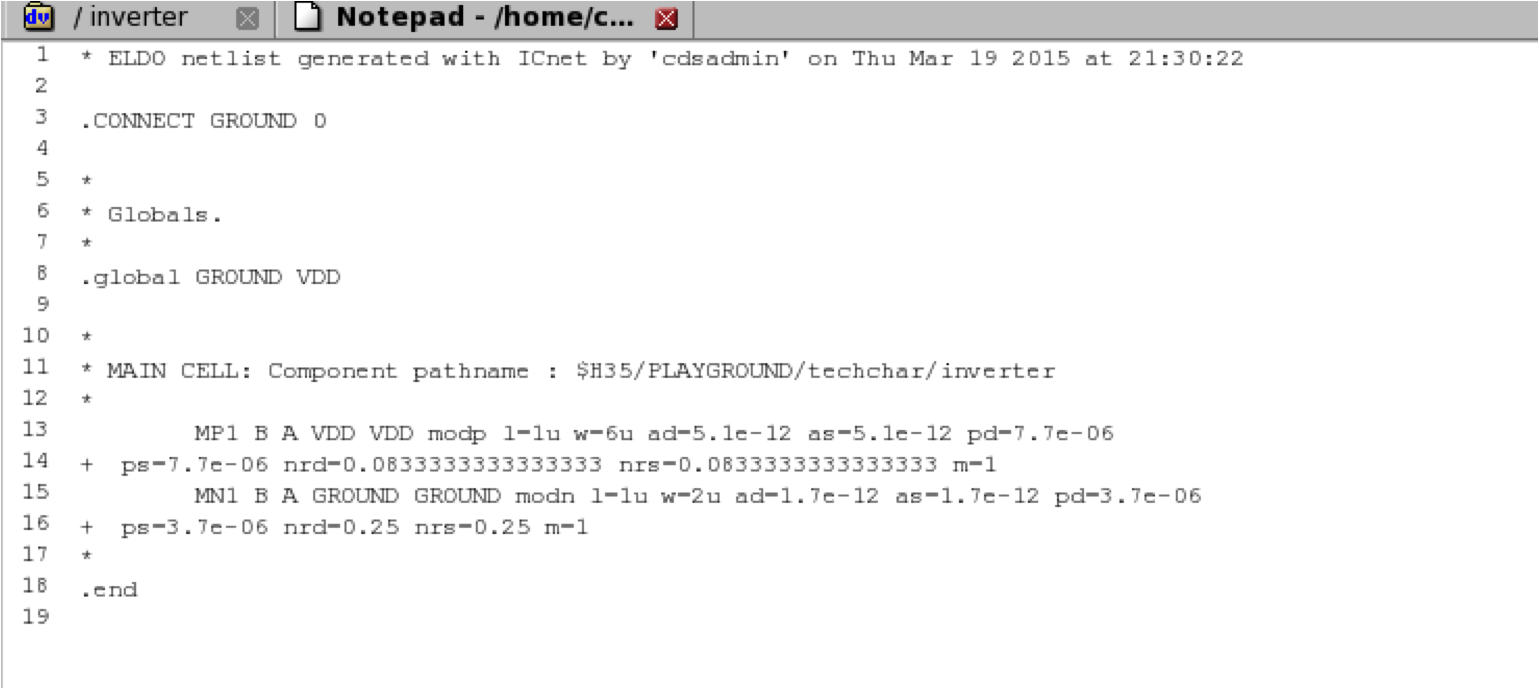 / inverter
Notepad - /home/c...
1 * ELDO netlist generated with ICnet by 'cdsadmin' on Thu Mar 19 2015 at 21:30:22
2
3 .CONNECT GROUND 0
4
5 *
6 * Globals.
7 *
8 .global GROUND VDD
9
10 *
11 * MAIN CELL: Component pathname : $H35/PLAYGROUND/techchar/inverter
12 *
13 MP1 B A VDD VDD modp l=1u w=6u ad=5.1e-12 as=5.1e-12 pd=7.7e-06
14 + ps=7.7e-06 nrd=0.0833333333333333 nrs=0.0833333333333333 m=1
15 MN1 B A GROUND GROUND modn l=1u w=2u ad=1.7e-12 as=1.7e-12 pd=3.7e-06
16 + ps=3.7e-06 nrd=0.25 nrs=0.25 m=1
17 *
18 .end
19